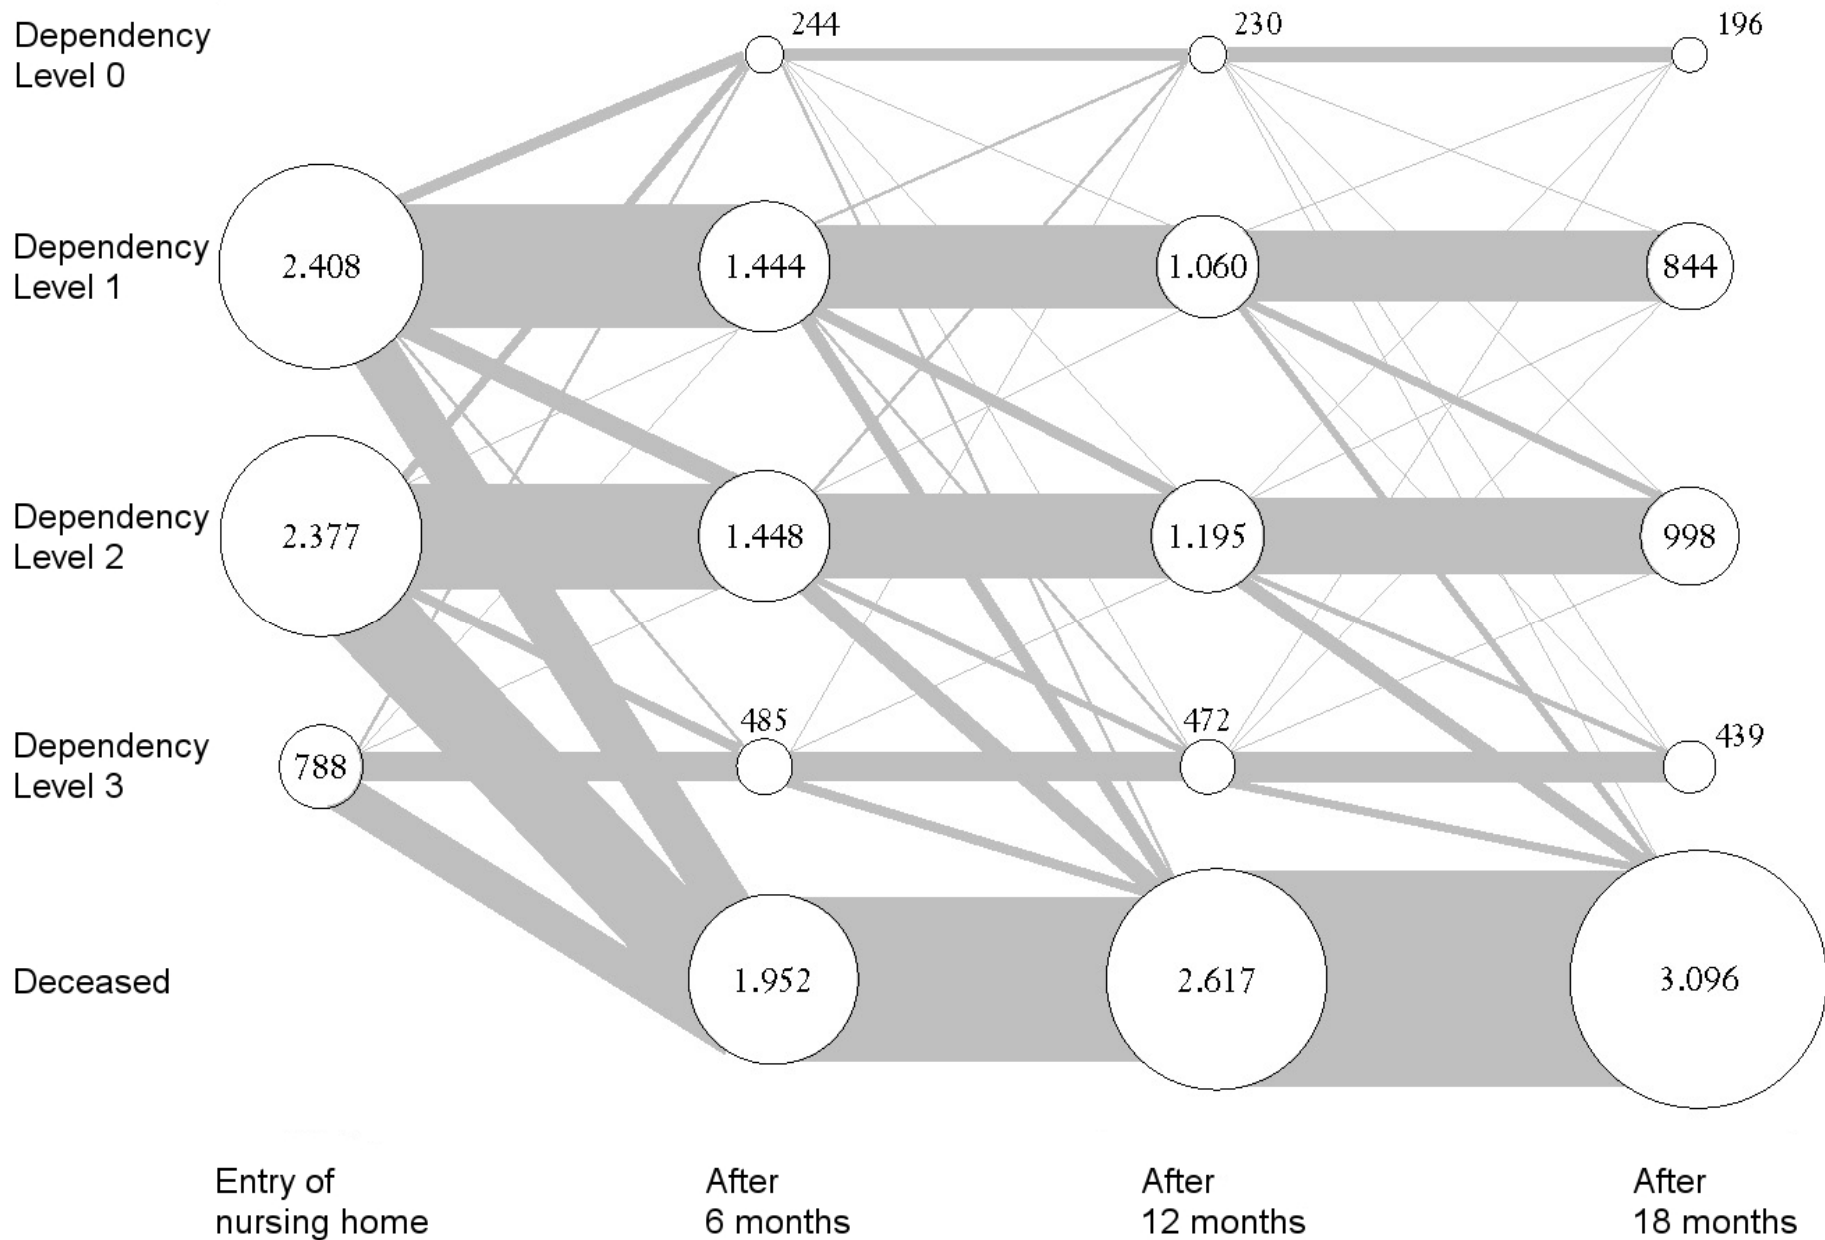 Dependency
Level 0
244
230
196
Dependency
Level 1
2.408
1.444
1.060
844
Dependency
Level 2
2.377
1.448
1.195
998
Dependency
Level 3
788
485
472
439
Deceased
1.952
2.617
3.096
Entry of
nursing home
After
6 months
After
12 months
After
18 months